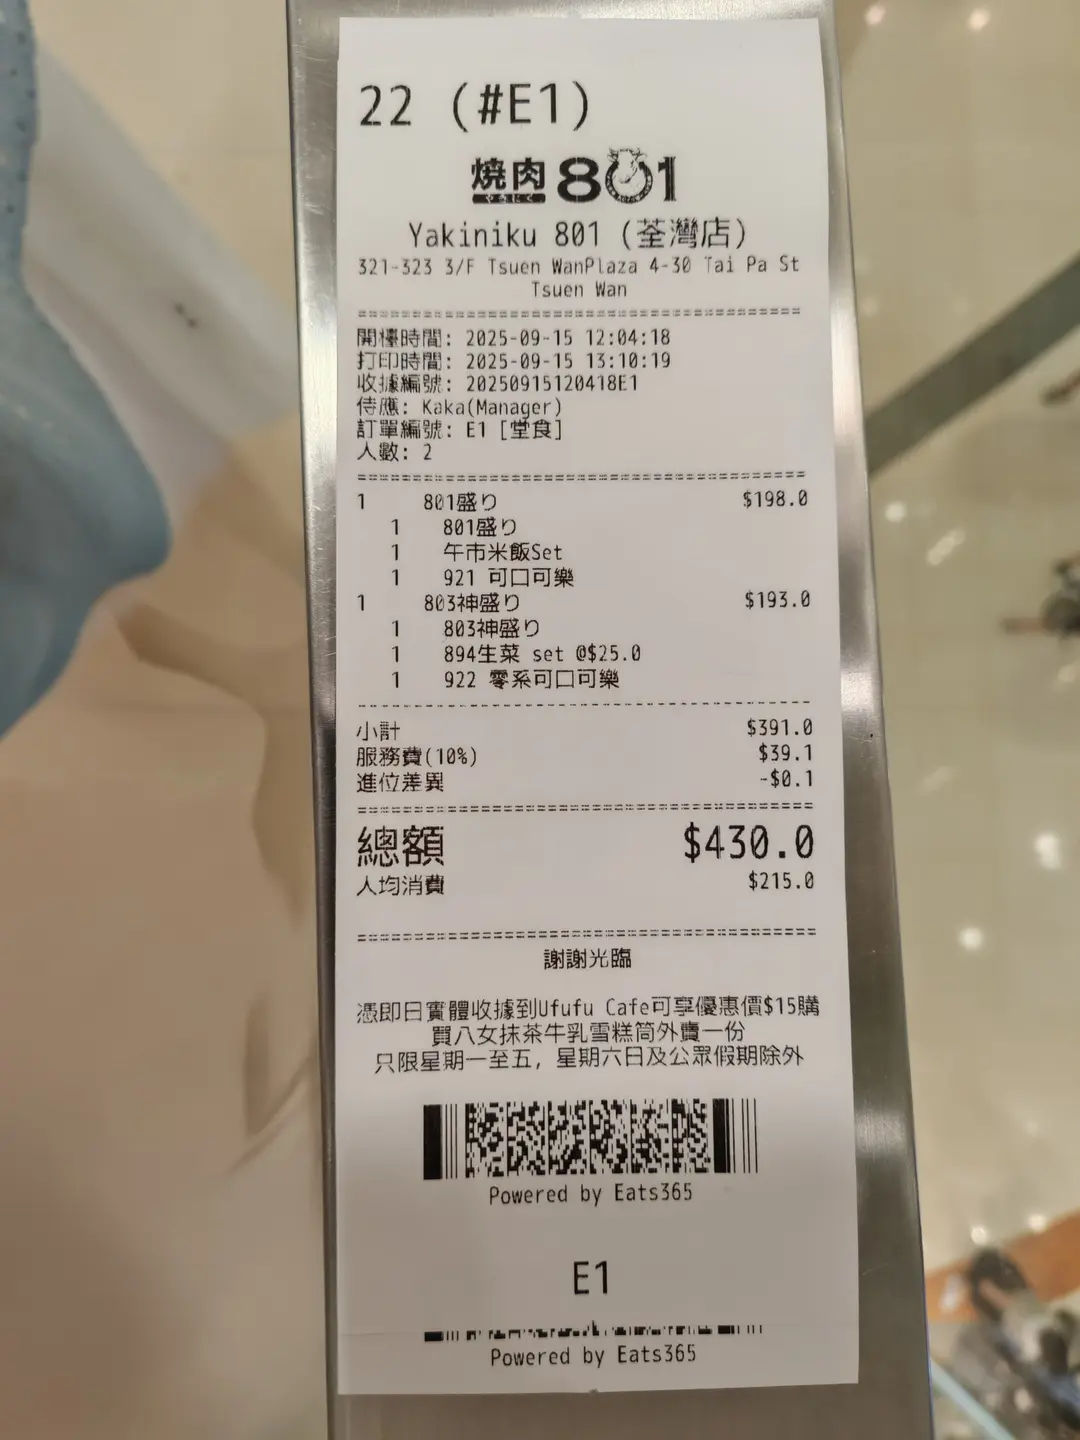 22 (#E1)
燒肉 801
やきにく
Yakiniku 801 (荃灣店)
321-323 3/F Tsuen WanPlaza 4-30 Tai Pa St
Tsuen Wan
開檯時間: 2025-09-15 12:04:18
打印時間: 2025-09-15 13:10:19
收據編號: 20250915120418E1
侍應: Kaka(Manager)
訂單編號: E1 [堂食]
人數: 2
1 801盛り $198.0
1 801盛り
1 午市米飯Set
1 921 可口可樂
1 803神盛り $193.0
1 803神盛り
1 894生菜 set @$25.0
1 922 零系可口可樂
小計 $391.0
服務費(10%) $39.1
進位差異 -$0.1
總額 $430.0
人均消費 $215.0
謝謝光臨
憑即日實體收據到Ufufu Cafe可享優惠價$15購
買八女抹茶牛乳雪糕筒外賣一份
只限星期一至五, 星期六日及公眾假期除外
Powered by Eats365
E1
Powered by Eats365